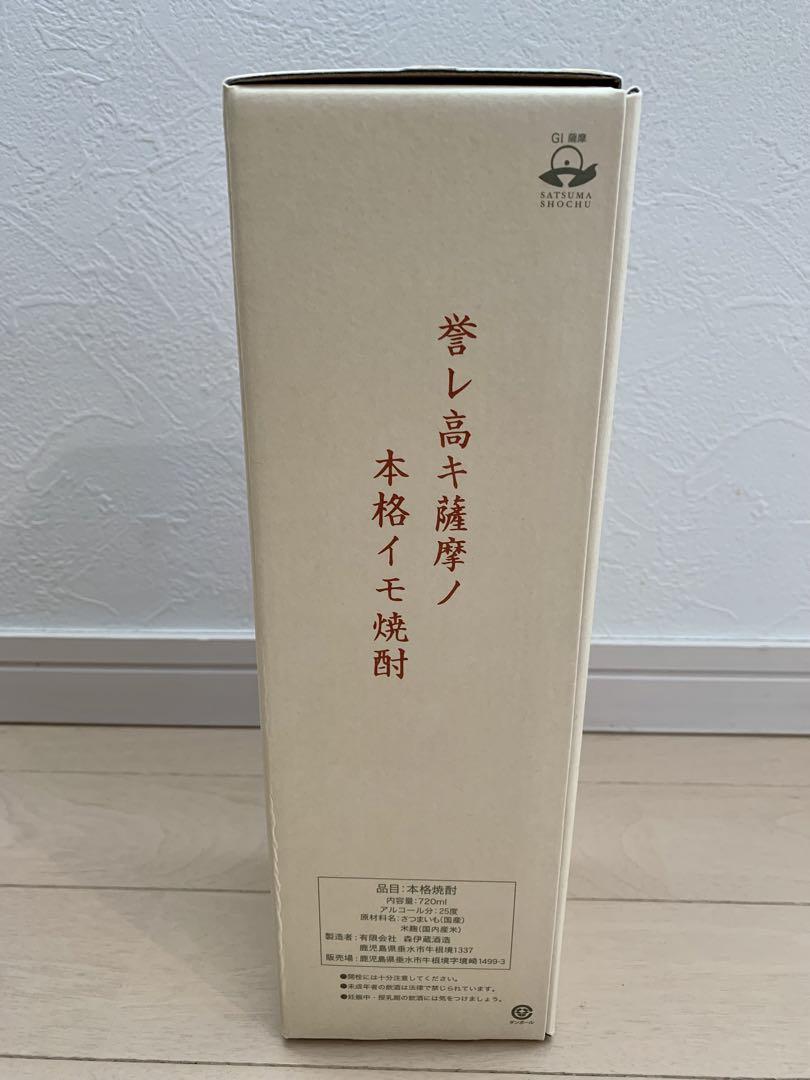 GI 薩摩
SATSUMA
SHOCHU
誉レ高キ薩摩ノ
本格イモ焼酎
品目：本格焼酎
内容量：720ml
アルコール分：25度
原材料名：さつまいも(国産)
米麹(国内産米)
製造者：有限会社 森伊蔵酒造
鹿児島県垂水市牛根境1337
販売場：鹿児島県垂水市牛根境字境崎1499-3
●開栓には十分注意してください。
●未成年者の飲酒は法律で禁じられています。
●妊娠中・授乳期の飲酒には気をつけましょう。
ダンボール